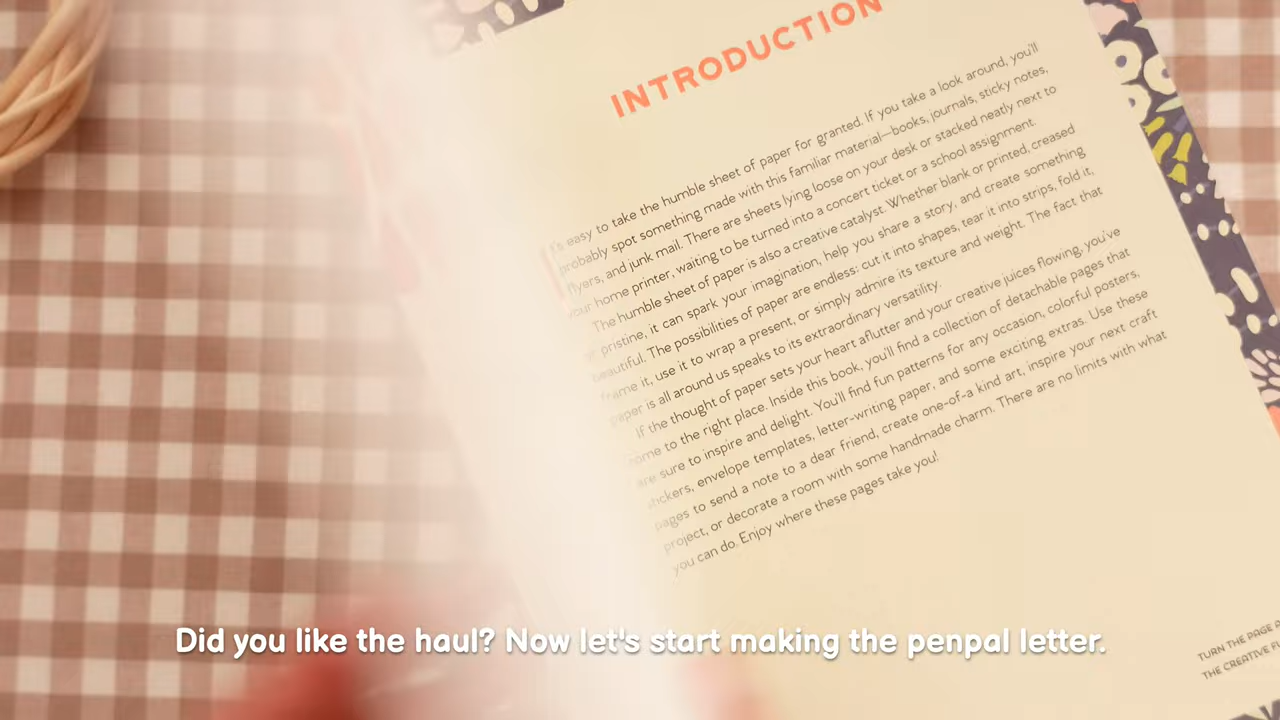 INTRODUCTION
It's easy to take the humble sheet of paper for granted. If you take a look around, you'll
probably spot something made with this familiar material—books, journals, sticky notes,
flyers, and junk mail. There are sheets lying loose on your desk or stacked neatly next to
your home printer, waiting to be turned into a concert ticket or a school assignment.
The humble sheet of paper is also a creative catalyst. Whether blank or printed, creased
pristine, it can spark your imagination, help you share a story, and create something
beautiful. The possibilities of paper are endless: cut it into shapes, tear it into strips, fold it,
frame it, use it to wrap a present, or simply admire its texture and weight. The fact that
paper is all around us speaks to its extraordinary versatility.
If the thought of paper sets your heart aflutter and your creative juices flowing, you've
come to the right place. Inside this book, you'll find a collection of detachable pages that
are sure to inspire and delight. You'll find fun patterns for any occasion, colorful posters,
stickers, envelope templates, letter-writing paper, and some exciting extras. Use these
pages to send a note to a dear friend, create one-of-a kind art, inspire your next craft
project, or decorate a room with some handmade charm. There are no limits with what
you can do. Enjoy where these pages take you!
TURN THE PAGE
THE CREATIVE
Did you like the haul? Now let's start making the penpal letter.